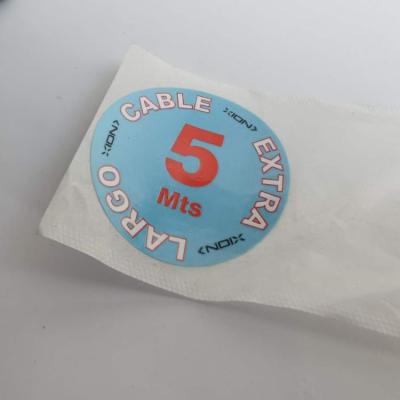 CABLE
XION
EXTRA
XION
LARGO
XION
5
Mts